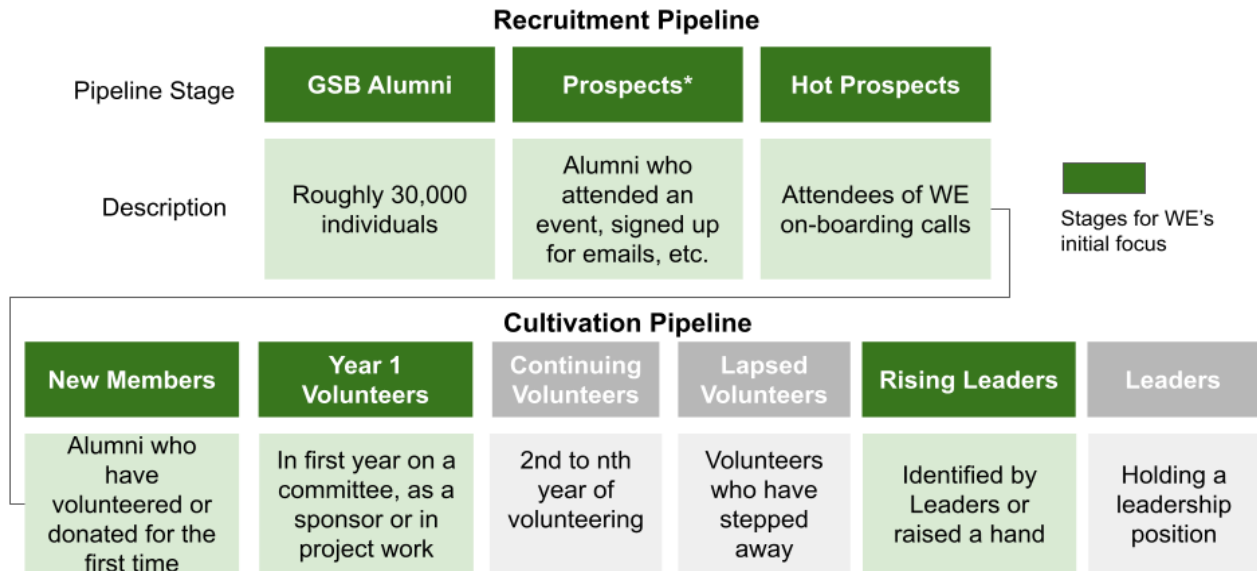 Recruitment Pipeline
Pipeline Stage
GSB Alumni
Prospects*
Hot Prospects
Description
Roughly 30,000
individuals
Alumni who
attended an
event, signed up
for emails, etc.
Attendees of WE
on-boarding calls
Stages for WE's
initial focus
Cultivation Pipeline
New Members
Year 1
Volunteers
Continuing
Volunteers
Lapsed
Volunteers
Rising Leaders
Leaders
Alumni who
have
volunteered or
donated for the
first time
In first year on a
committee, as a
sponsor or in
project work
2nd to nth
year of
volunteering
Volunteers
who have
stepped
away
Identified by
Leaders or
raised a hand
Holding a
leadership
position